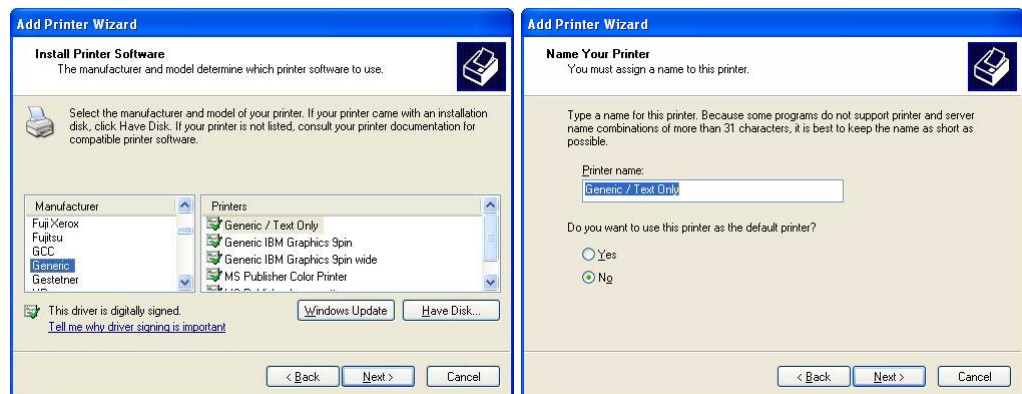 Add Printer Wizard
Install Printer Software
The manufacturer and model determine which printer software to use.
Select the manufacturer and model of your printer. If your printer came with an installation
disk, click Have Disk. If your printer is not listed, consult your printer documentation for
compatible printer software.
Manufacturer
Fuji Xerox
Fujitsu
GCC
Generic
Gestetner
Printers
Generic / Text Only
Generic IBM Graphics 9pin
Generic IBM Graphics 9pin wide
MS Publisher Color Printer
This driver is digitally signed.
Tell me why driver signing is important
Windows Update
Have Disk...
< Back
Next >
Cancel
Add Printer Wizard
Name Your Printer
You must assign a name to this printer.
Type a name for this printer. Because some programs do not support printer and server
name combinations of more than 31 characters, it is best to keep the name as short as
possible.
Printer name:
Generic / Text Only
Do you want to use this printer as the default printer?
Yes
No
< Back
Next >
Cancel